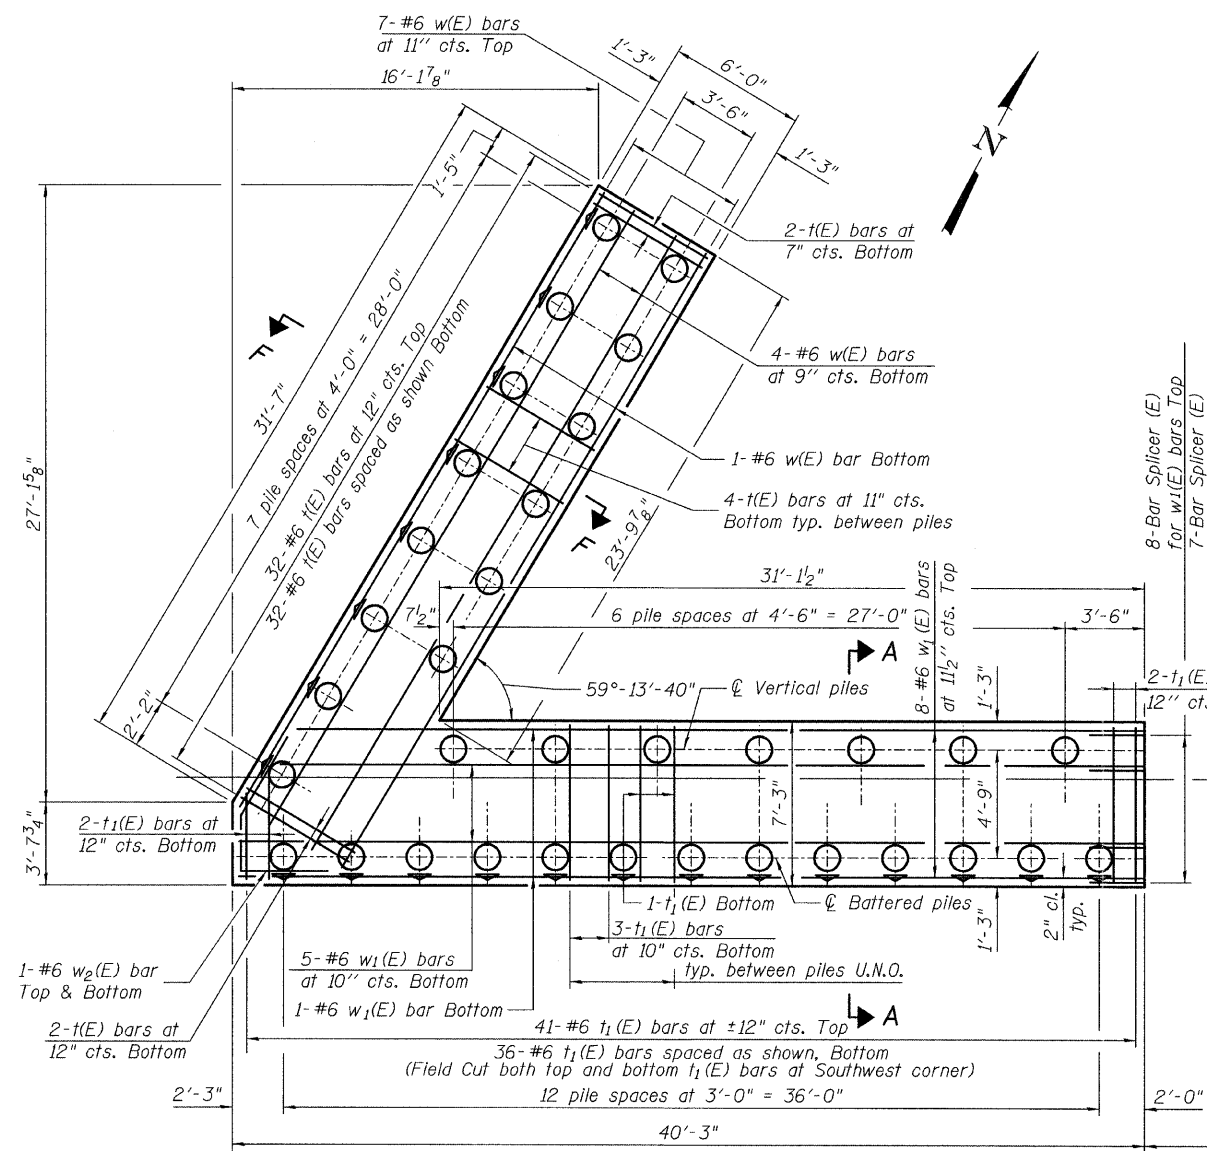 7-#6 w(E) bars
at 11" cts. Top
16'-1⅞"
1'-3"
6'-0"
3'-6"
1'-3"
N
1'-5"
2-t(E) bars at
7" cts. Bottom
7 pile spaces at 4'-0" = 28'-0"
31'-7"
32-#6 t(E) bars at 12" cts. Top
32-#6 t(E) bars spaced as shown Bottom
F
F
4-#6 w(E) bars
at 9" cts. Bottom
1-#6 w(E) bar Bottom
4-t(E) bars at 11" cts.
Bottom typ. between piles
23'-9⅞"
27'-1⅝"
8-Bar Splicer (E)
for w1(E) bars Top
7-Bar Splicer (E)
31'-1½"
7½"
6 pile spaces at 4'-6" = 27'-0"
3'-6"
A
8-#6 w1(E) bars
at 11½" cts. Top
1'-3"
2-t1(E)
12" cts
59°-13'-40"
℄ Vertical piles
2'-2"
7'-3"
4'-9"
2-t1(E) bars at
12" cts. Bottom
3'-7¾"
1-t1(E) Bottom
℄ Battered piles
1'-3"
2" cl.
typ.
3-t1(E) bars
at 10" cts. Bottom
typ. between piles U.N.O.
1-#6 w2(E) bar
Top & Bottom
5-#6 w1(E) bars
at 10" cts. Bottom
1-#6 w1(E) bar Bottom
A
2-t(E) bars at
12" cts. Bottom
41-#6 t1(E) bars at ±12" cts. Top
36-#6 t1(E) bars spaced as shown, Bottom
(Field Cut both top and bottom t1(E) bars at Southwest corner)
2'-3"
12 pile spaces at 3'-0" = 36'-0"
2'-0"
40'-3"